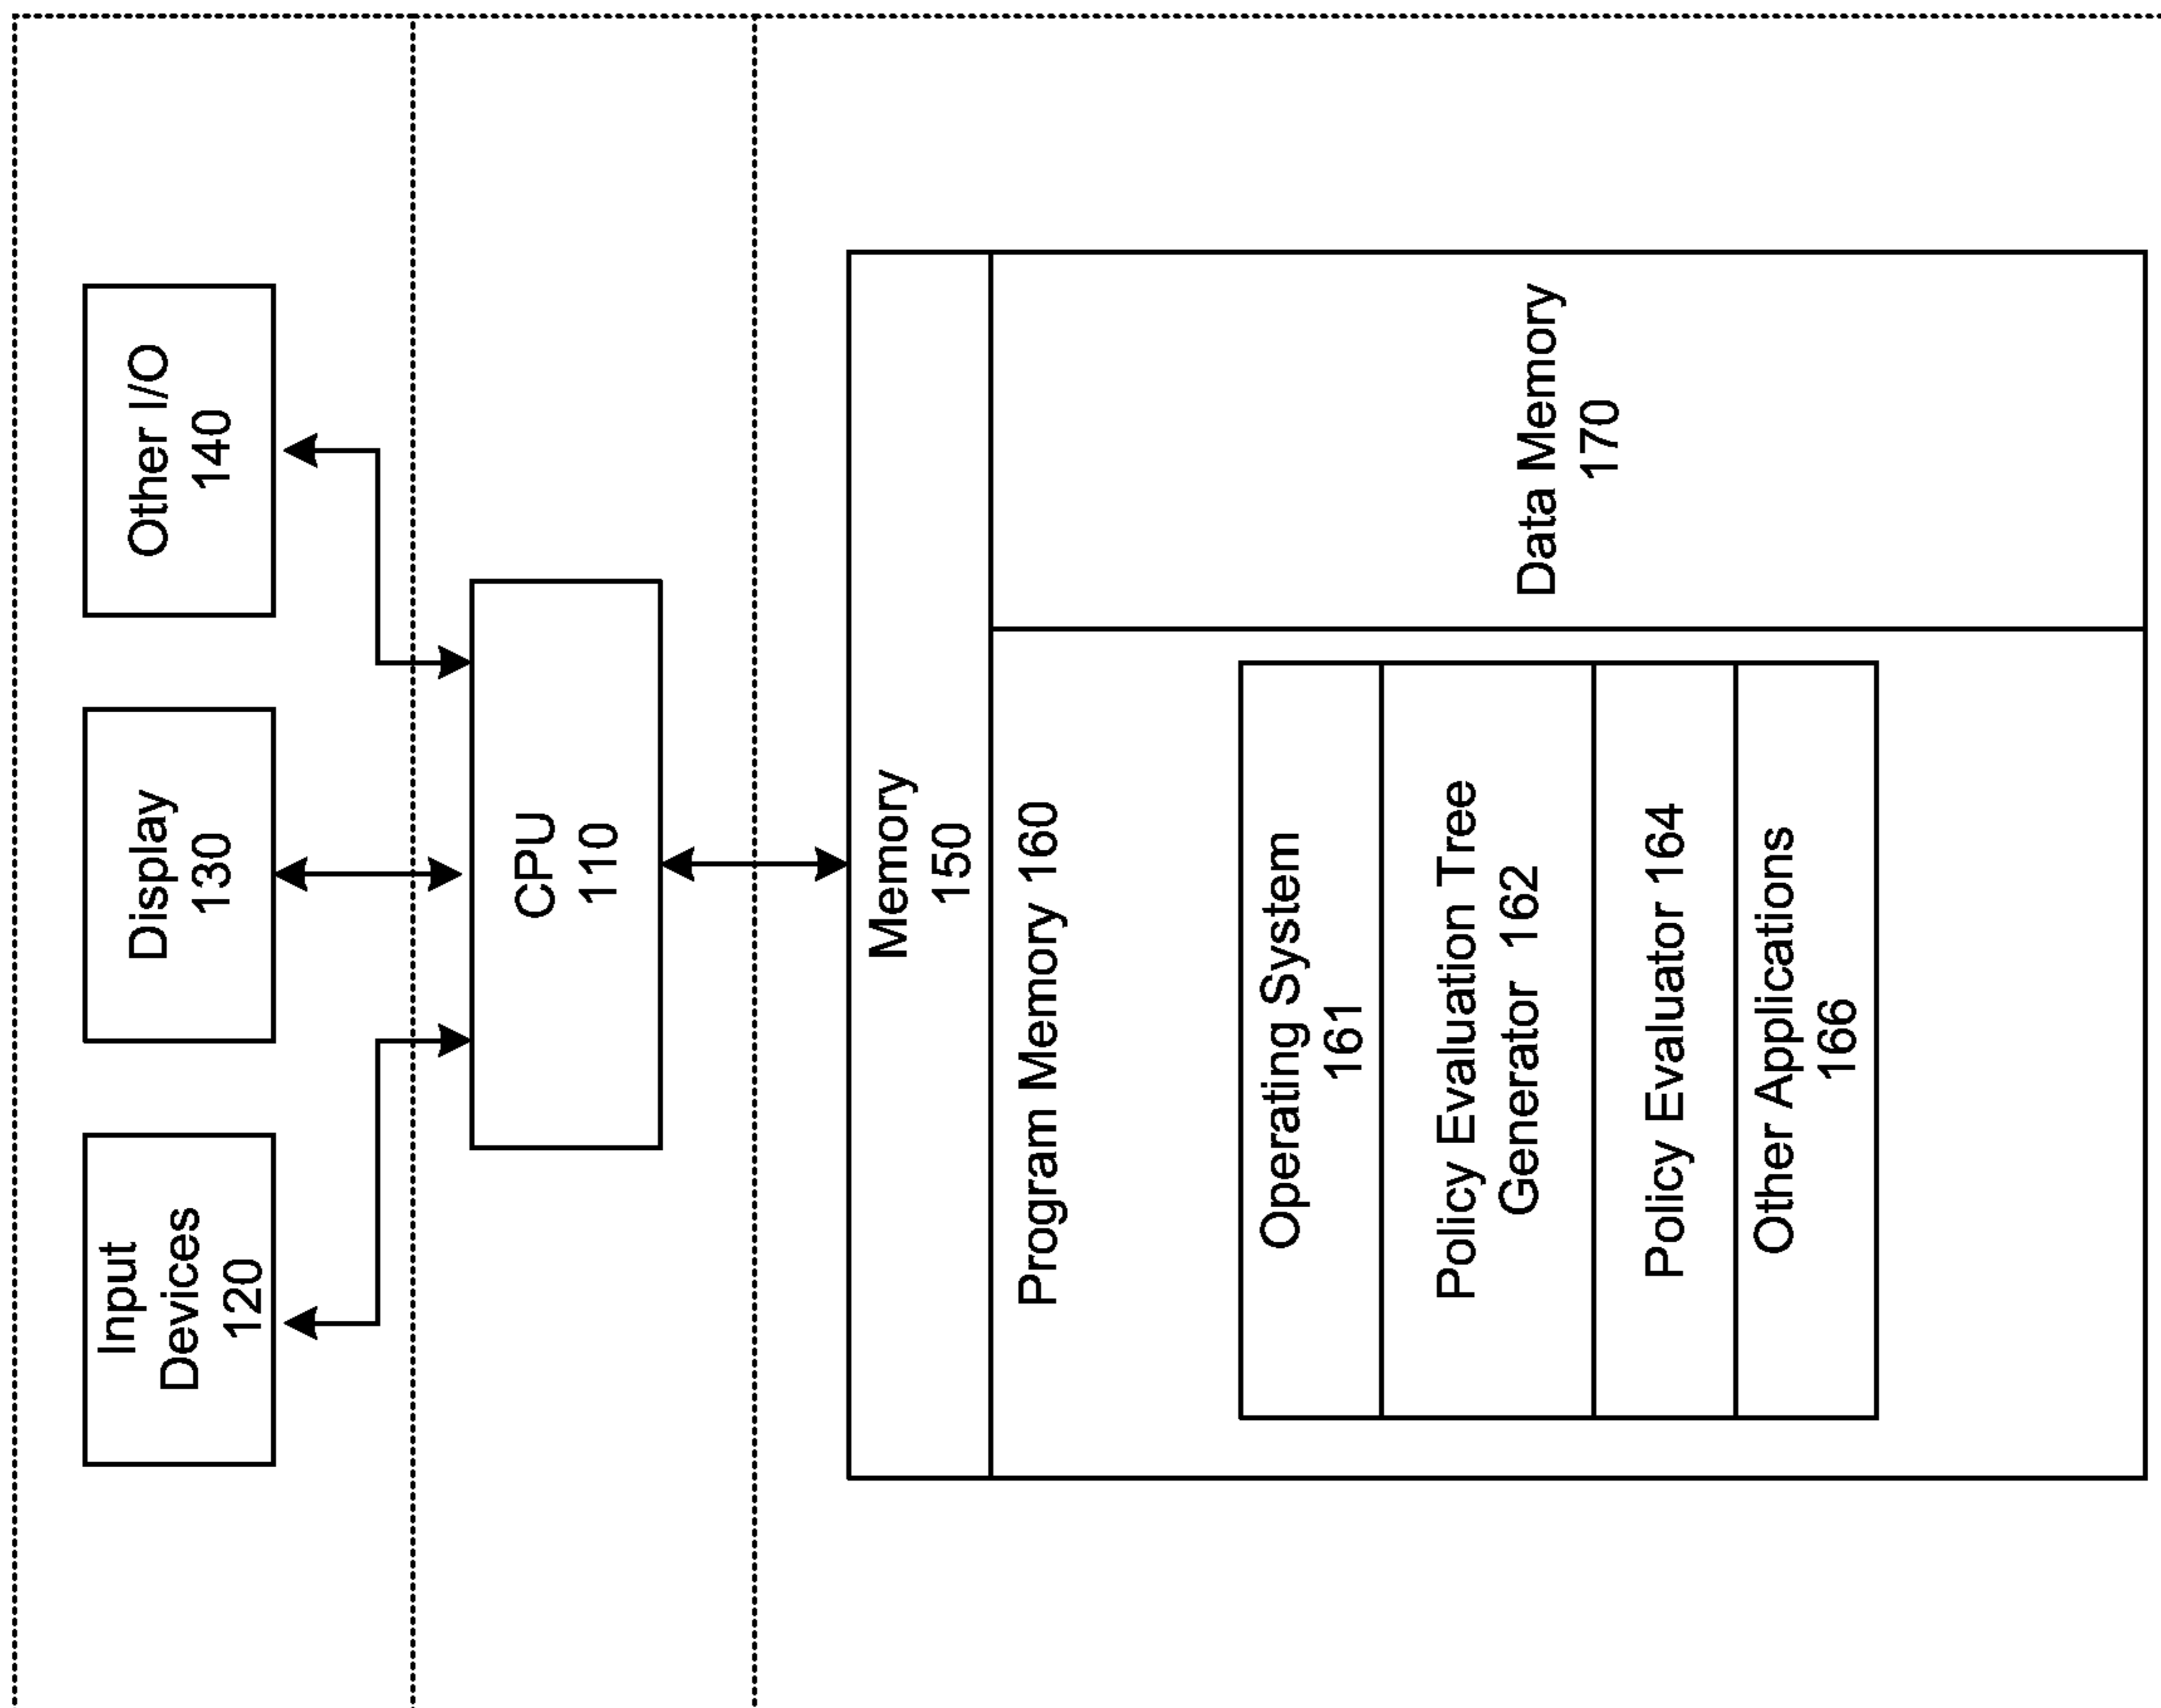 Input
Devices
120
Display
130
Other I/O
140
CPU
110
Memory
150
Program Memory 160
Operating System
161
Policy Evaluation Tree
Generator 162
Policy Evaluator 164
Other Applications
166
Data Memory
170